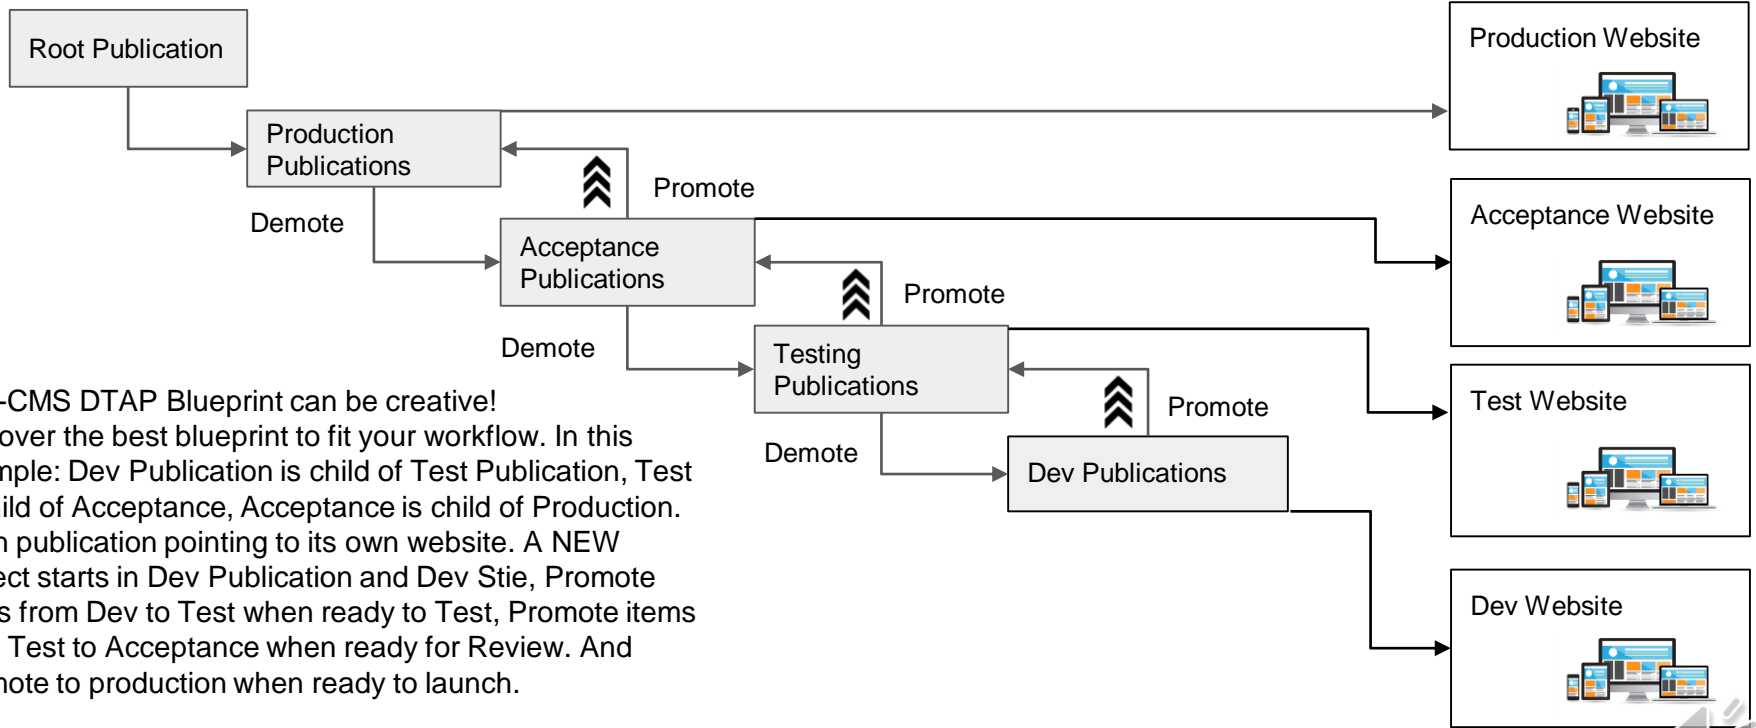 Root Publication
Production Website
Production
Publications
Promote
Demote
Acceptance Website
Acceptance
Publications
Promote
Demote
Testing
Publications
Test Website
Promote
Demote
Dev Publications
Dev Website
-CMS DTAP Blueprint can be creative!
over the best blueprint to fit your workflow. In this
mple: Dev Publication is child of Test Publication, Test
ild of Acceptance, Acceptance is child of Production.
h publication pointing to its own website. A NEW
ect starts in Dev Publication and Dev Stie, Promote
s from Dev to Test when ready to Test, Promote items
Test to Acceptance when ready for Review. And
note to production when ready to launch.